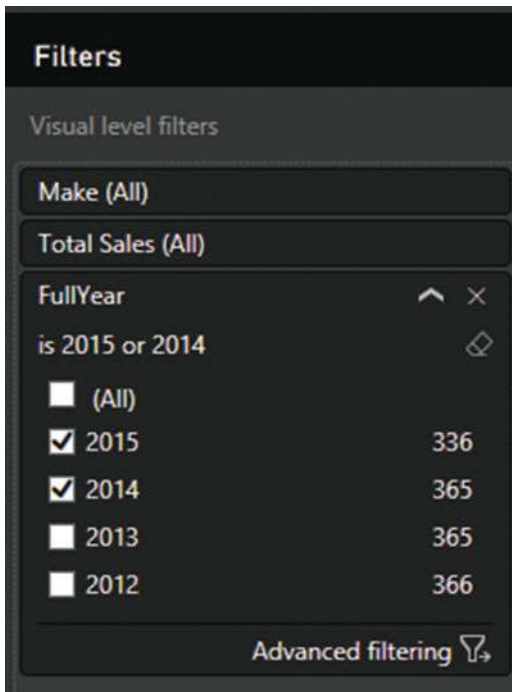 Filters
Visual level filters
Make (All)
Total Sales (All)
FullYear
is 2015 or 2014
(All)
2015 336
2014 365
2013 365
2012 366
Advanced filtering